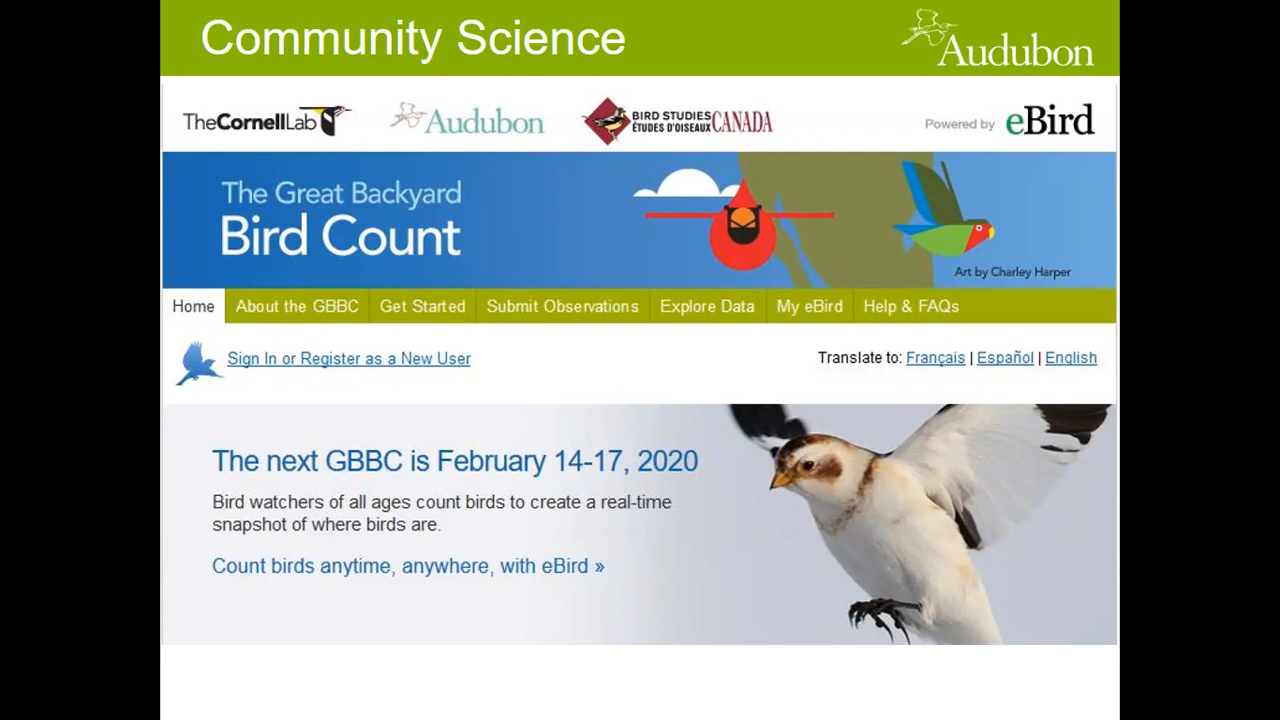 Community Science
Audubon
TheCornellLab
Audubon
BIRD STUDIES
ÉTUDES D'OISEAUX
CANADA
Powered by eBird
The Great Backyard
Bird Count
Art by Charley Harper
Home About the GBBC Get Started Submit Observations Explore Data My eBird Help & FAQs
Sign In or Register as a New User
Translate to: Français | Español | English
The next GBBC is February 14-17, 2020
Bird watchers of all ages count birds to create a real-time
snapshot of where birds are.
Count birds anytime, anywhere, with eBird »